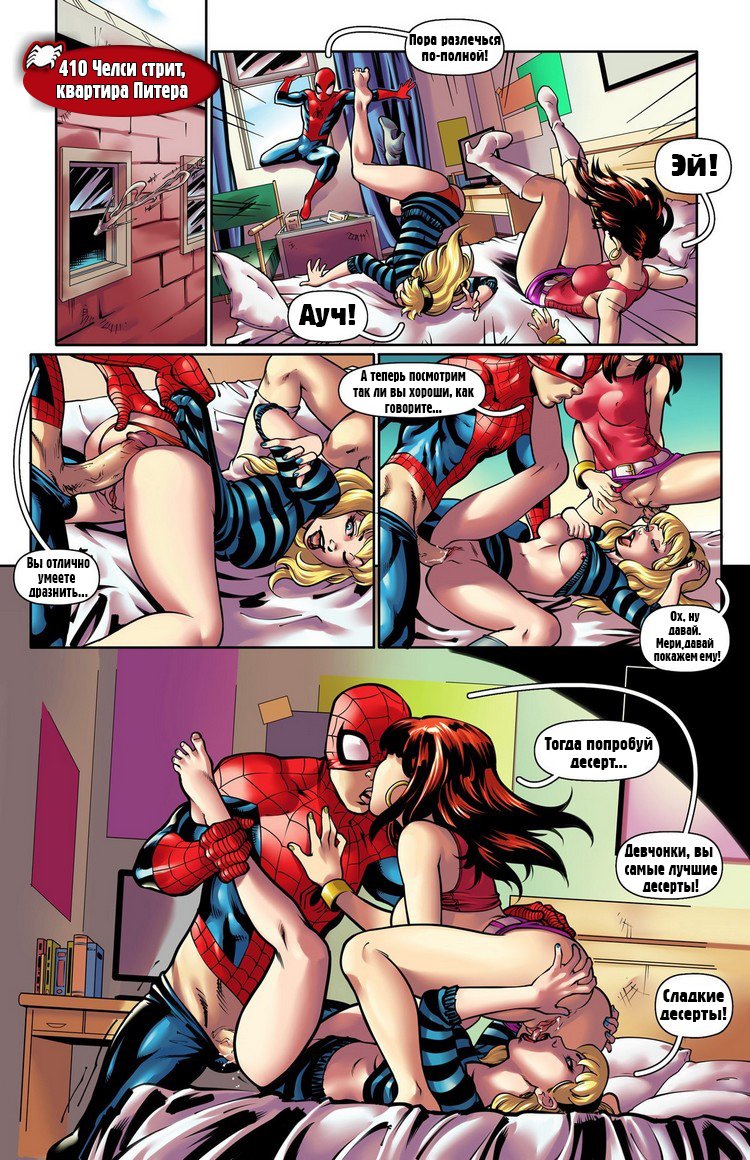 410 Челси стрит,
квартира Питера
Пора разлечься
по-полной!
Эй!
Ауч!
Вы отлично
умеете
дразнить...
А теперь посмотрим
так ли вы хороши, как
говорите...
Ох, ну
давай.
Мери,давай
покажем ему!
Тогда попробуй
десерт...
Девчонки, вы
самые лучшие
десерты!
Сладкие
десерты!